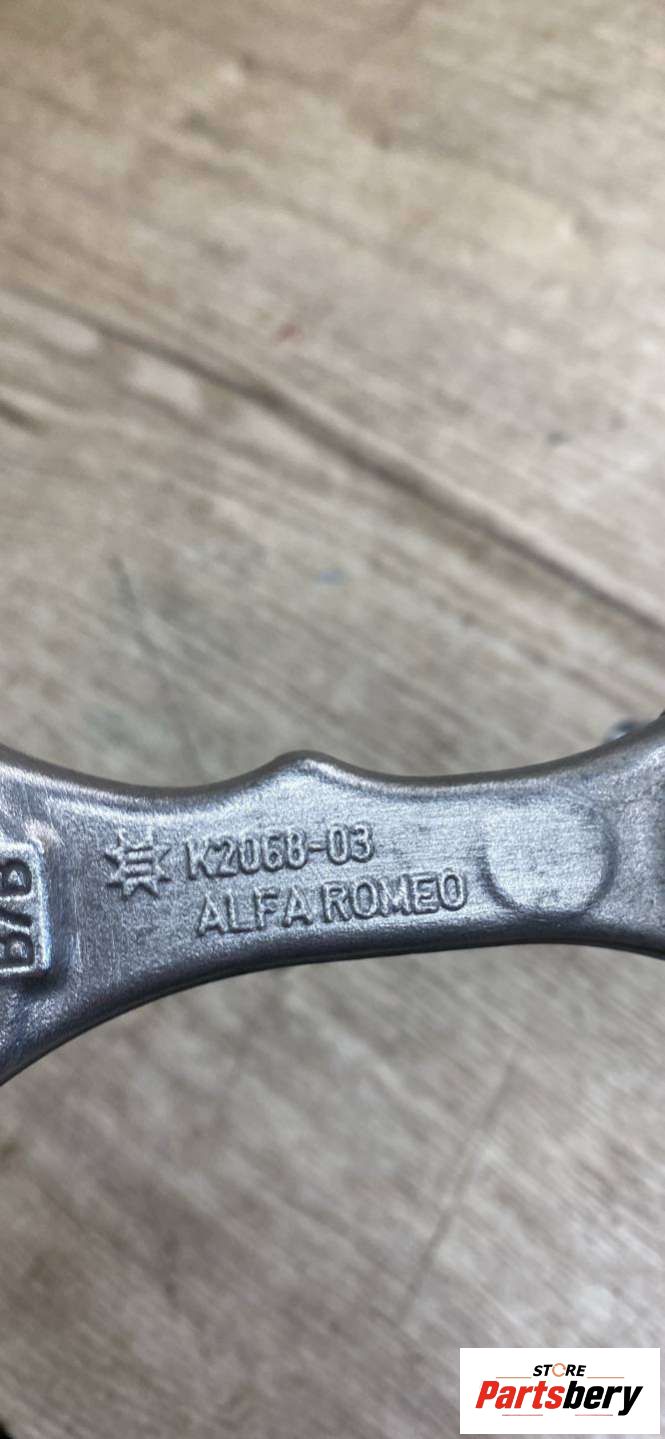 K2068-03
ALFA ROMEO
B/B
STORE
Partsbery